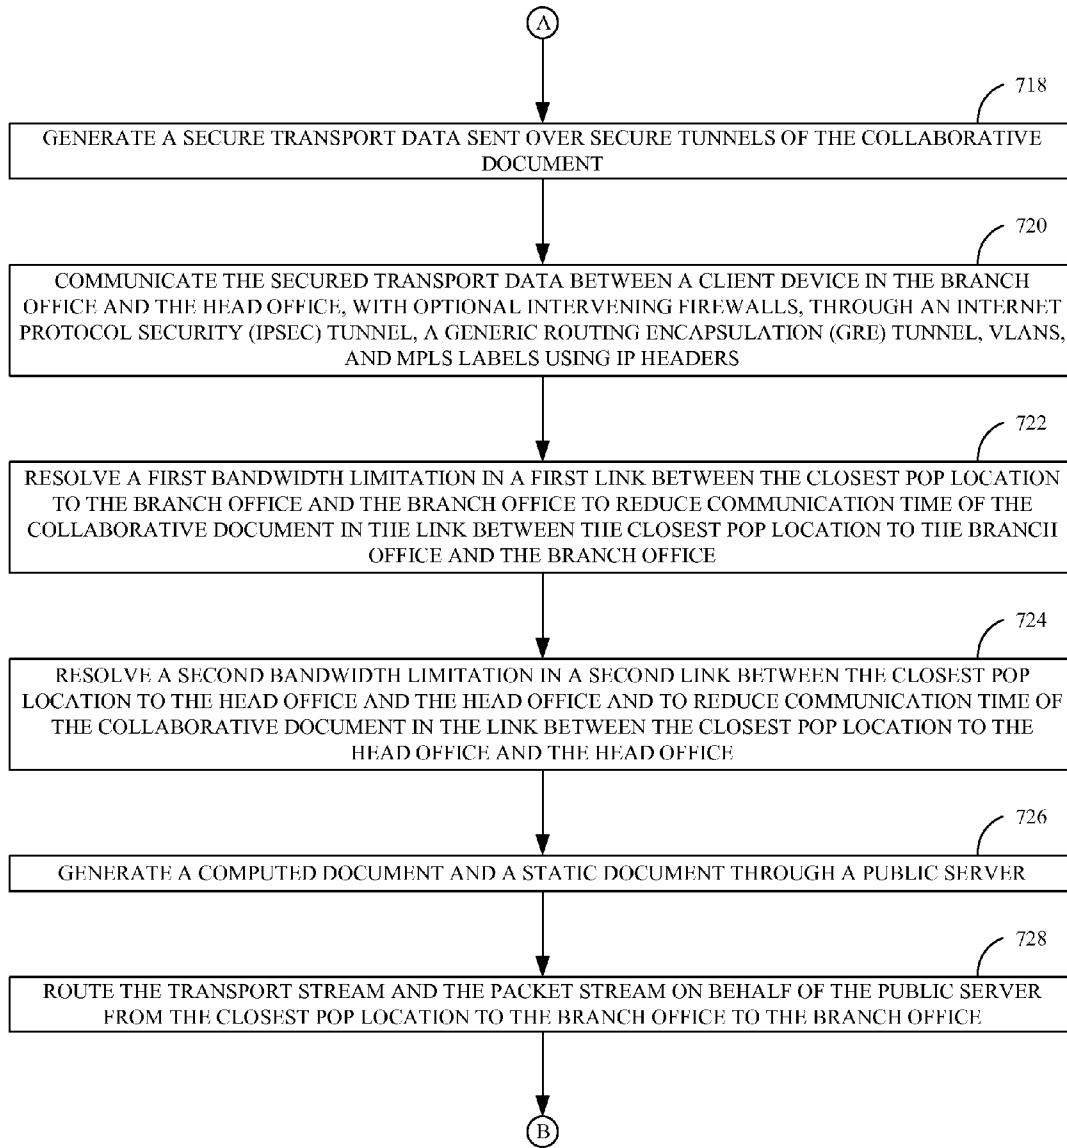 A
718
GENERATE A SECURE TRANSPORT DATA SENT OVER SECURE TUNNELS OF THE COLLABORATIVE
DOCUMENT
720
COMMUNICATE THE SECURED TRANSPORT DATA BETWEEN A CLIENT DEVICE IN THE BRANCH
OFFICE AND THE HEAD OFFICE, WITH OPTIONAL INTERVENING FIREWALLS, THROUGH AN INTERNET
PROTOCOL SECURITY (IPSEC) TUNNEL, A GENERIC ROUTING ENCAPSULATION (GRE) TUNNEL, VLANS,
AND MPLS LABELS USING IP HEADERS
722
RESOLVE A FIRST BANDWIDTH LIMITATION IN A FIRST LINK BETWEEN THE CLOSEST POP LOCATION
TO THE BRANCH OFFICE AND THE BRANCH OFFICE TO REDUCE COMMUNICATION TIME OF THE
COLLABORATIVE DOCUMENT IN THE LINK BETWEEN THE CLOSEST POP LOCATION TO THE BRANCH
OFFICE AND THE BRANCH OFFICE
724
RESOLVE A SECOND BANDWIDTH LIMITATION IN A SECOND LINK BETWEEN THE CLOSEST POP
LOCATION TO THE HEAD OFFICE AND THE HEAD OFFICE AND TO REDUCE COMMUNICATION TIME OF
THE COLLABORATIVE DOCUMENT IN THE LINK BETWEEN THE CLOSEST POP LOCATION TO THE
HEAD OFFICE AND THE HEAD OFFICE
726
GENERATE A COMPUTED DOCUMENT AND A STATIC DOCUMENT THROUGH A PUBLIC SERVER
728
ROUTE THE TRANSPORT STREAM AND THE PACKET STREAM ON BEHALF OF THE PUBLIC SERVER
FROM THE CLOSEST POP LOCATION TO THE BRANCH OFFICE TO THE BRANCH OFFICE
B